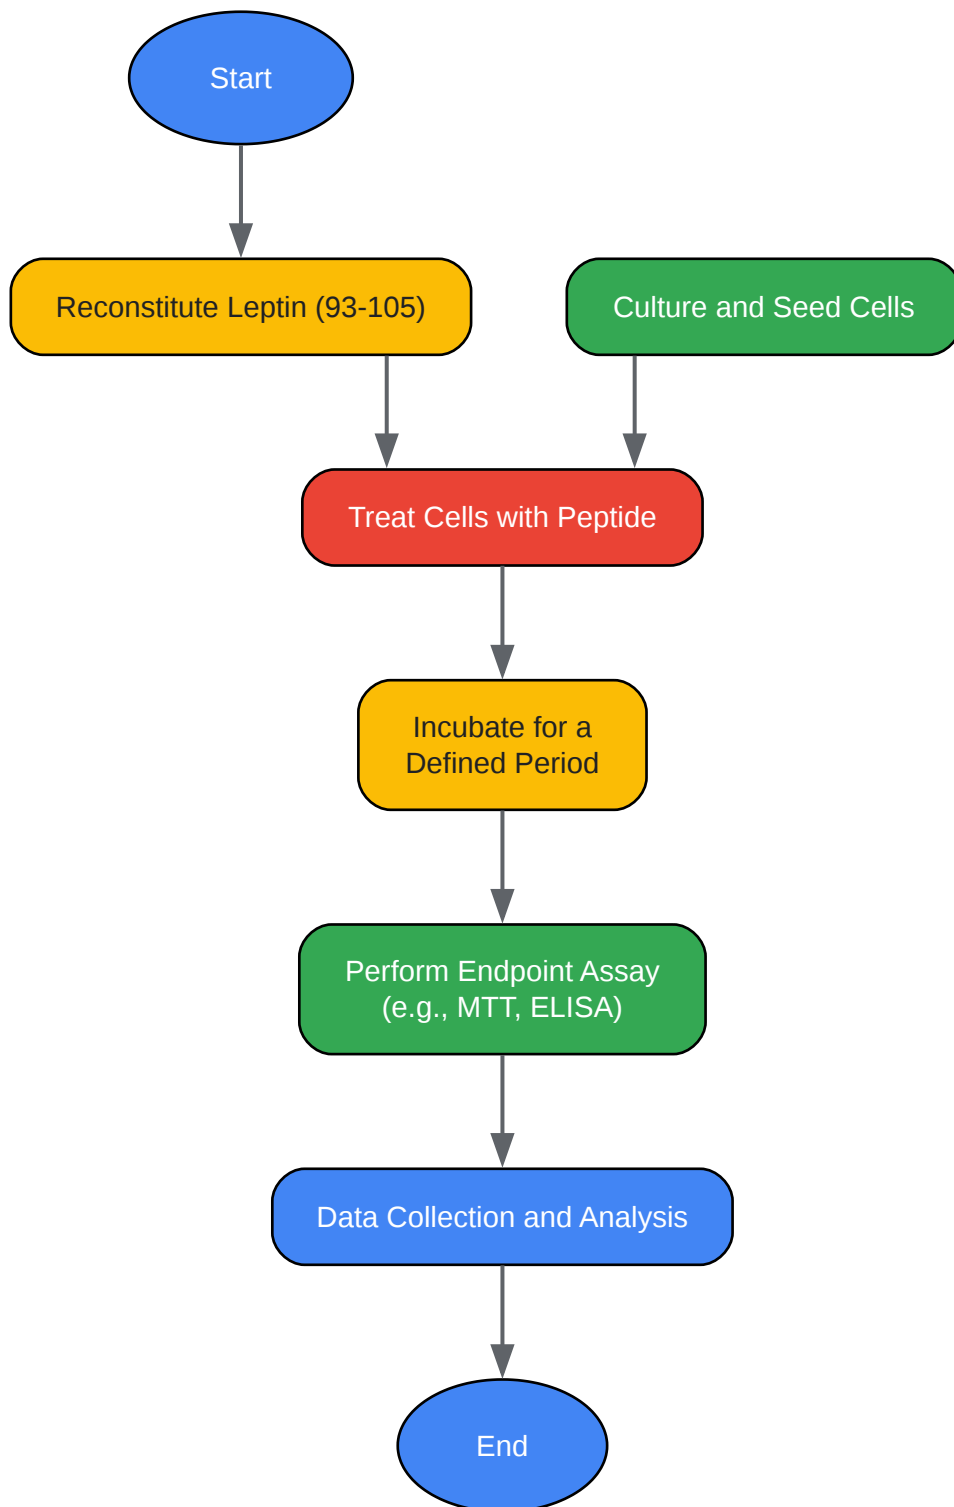 Start
Reconstitute Leptin (93-105)
Culture and Seed Cells
Treat Cells with Peptide
Incubate for a
Defined Period
Perform Endpoint Assay
(e.g., MTT, ELISA)
Data Collection and Analysis
End